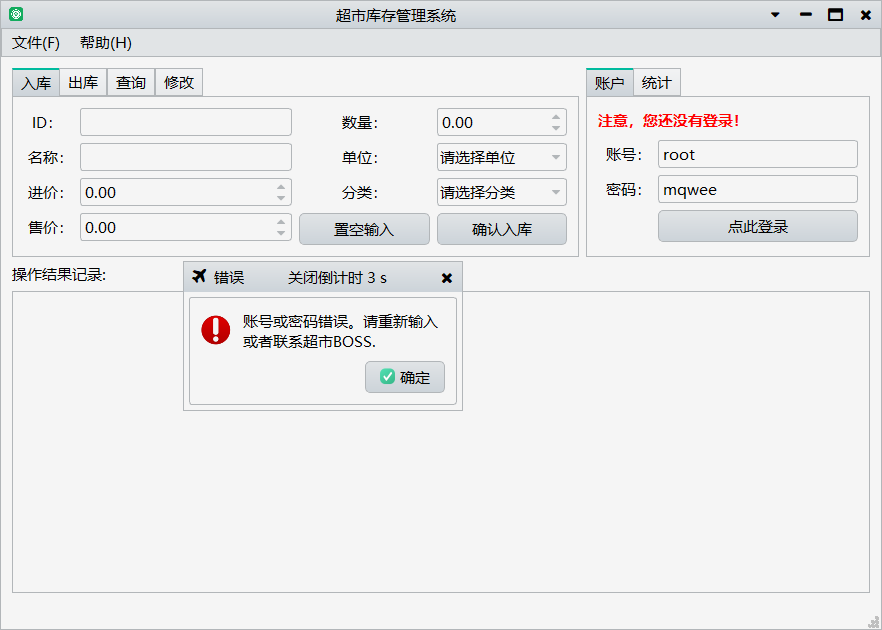 超市库存管理系统
文件(F) 帮助(H)
入库 出库 查询 修改
账户 统计
ID:
数量:
0.00
名称:
单位:
请选择单位
进价:
0.00
分类:
请选择分类
售价:
0.00
置空输入
确认入库
注意，您还没有登录!
账号:
root
密码:
mqwee
点此登录
操作结果记录:
错误 关闭倒计时 3 s
账号或密码错误。请重新输入
或者联系超市BOSS.
确定